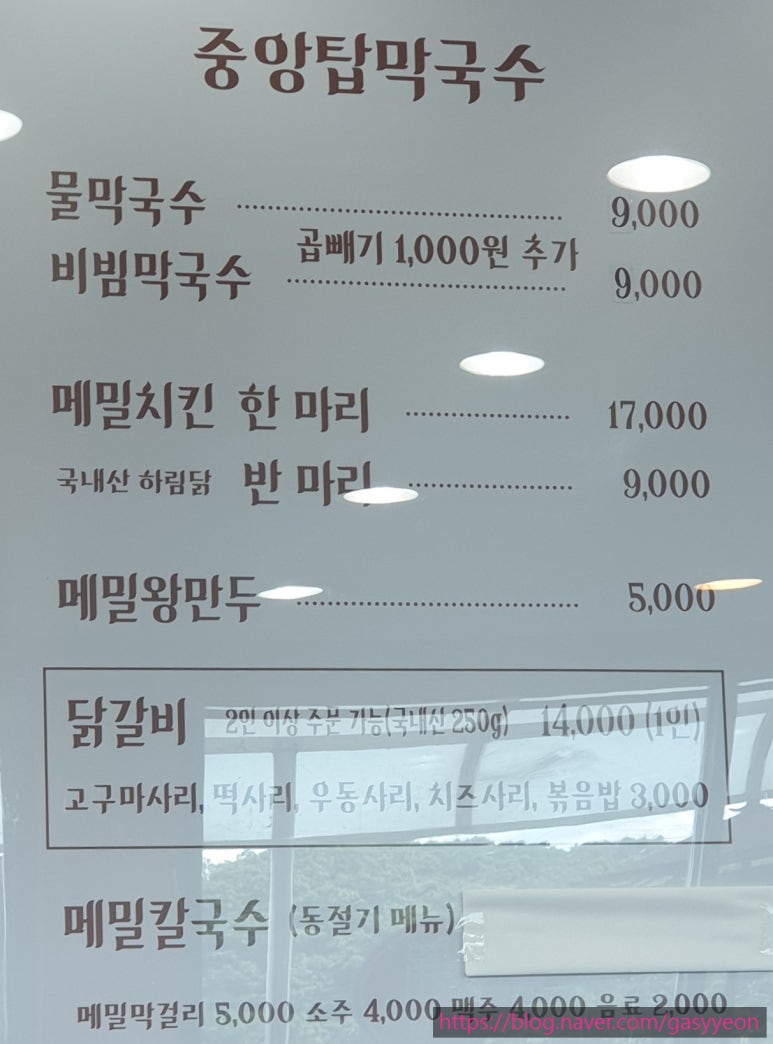 중앙탑막국수
물막국수 ........ 9,000
곱빼기 1,000원 추가
비빔막국수 ........ 9,000
메밀치킨 한 마리 ........ 17,000
국내산 하림닭 반 마리 ........ 9,000
메밀왕만두 ........ 5,000
닭갈비 2인 이상 주문 가능(국내산 250g) 14,000 (1인)
고구마사리, 떡사리, 우동사리, 치즈사리, 볶음밥 3,000
메밀칼국수 (동절기 메뉴)
메밀막걸리 5,000 소주 4,000 맥주 4,000 음료 2,000
https://blog.naver.com/gasyyeon